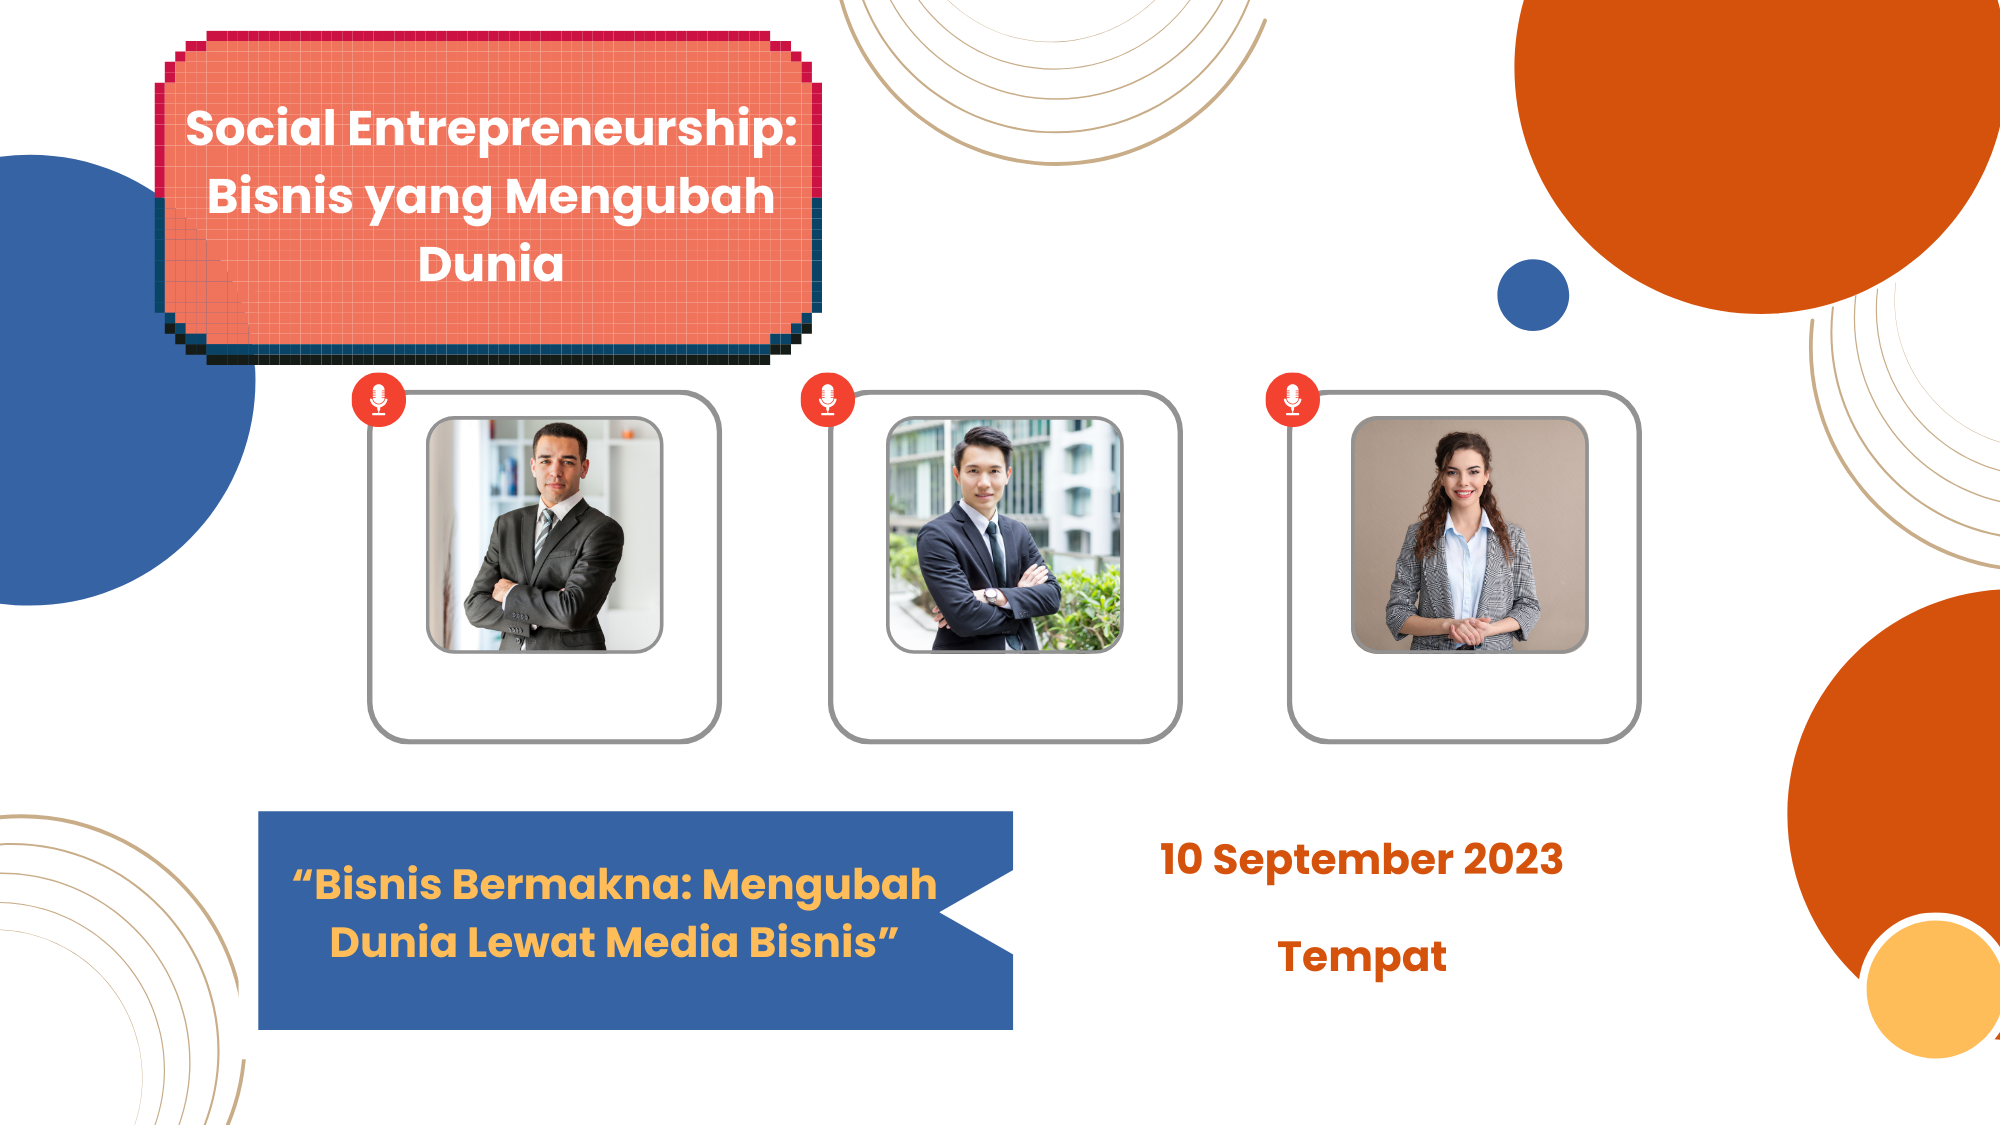 Social Entrepreneurship:
Bisnis yang Mengubah
Dunia
“Bisnis Bermakna: Mengubah
Dunia Lewat Media Bisnis”
10 September 2023
Tempat